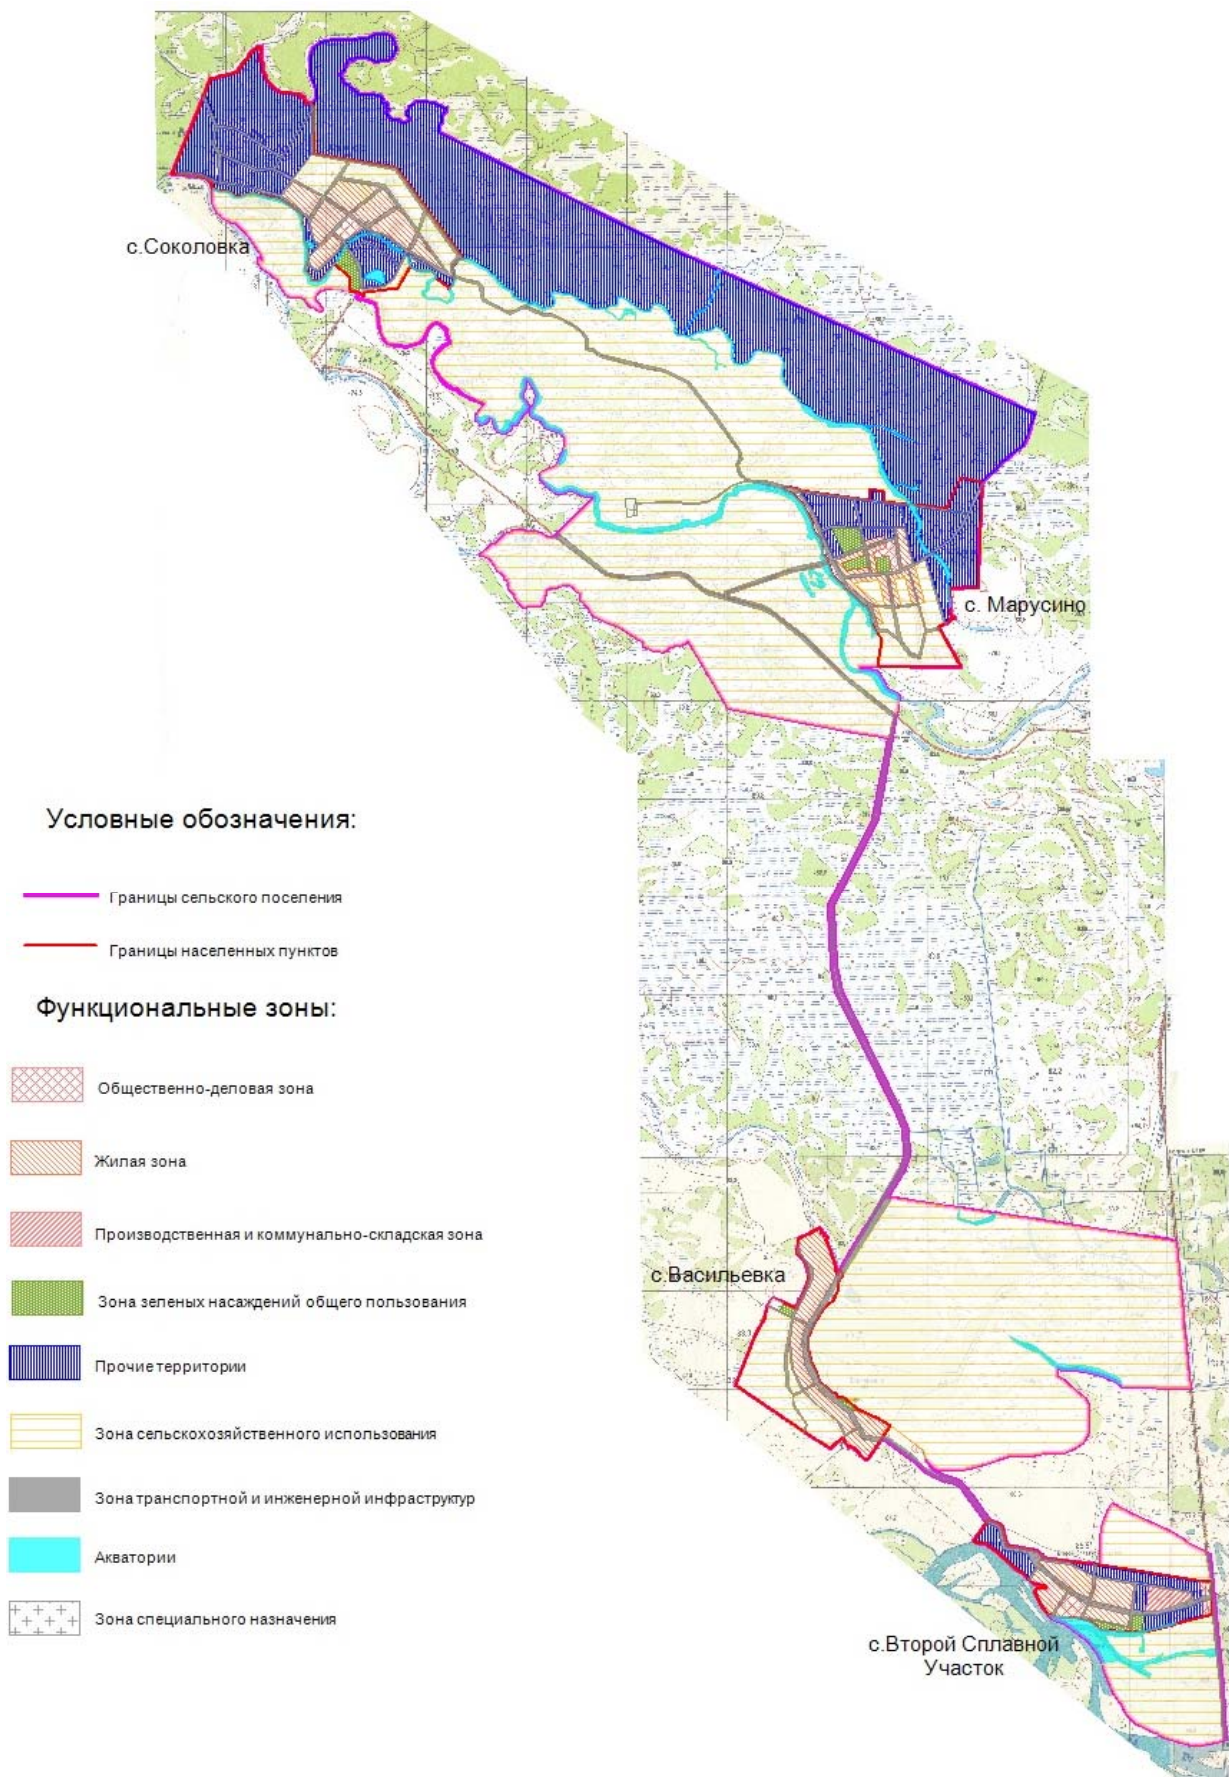 с.Соколовка
с. Марусино
Условные обозначения:
Границы сельского поселения
Границы населенных пунктов
Функциональные зоны:
Общественно-деловая зона
Жилая зона
Производственная и коммунально-складская зона
Зона зеленых насаждений общего пользования
Прочие территории
Зона сельскохозяйственного использования
Зона транспортной и инженерной инфраструктур
Акватории
Зона специального назначения
с.Васильевка
с.Второй Сплавной
Участок